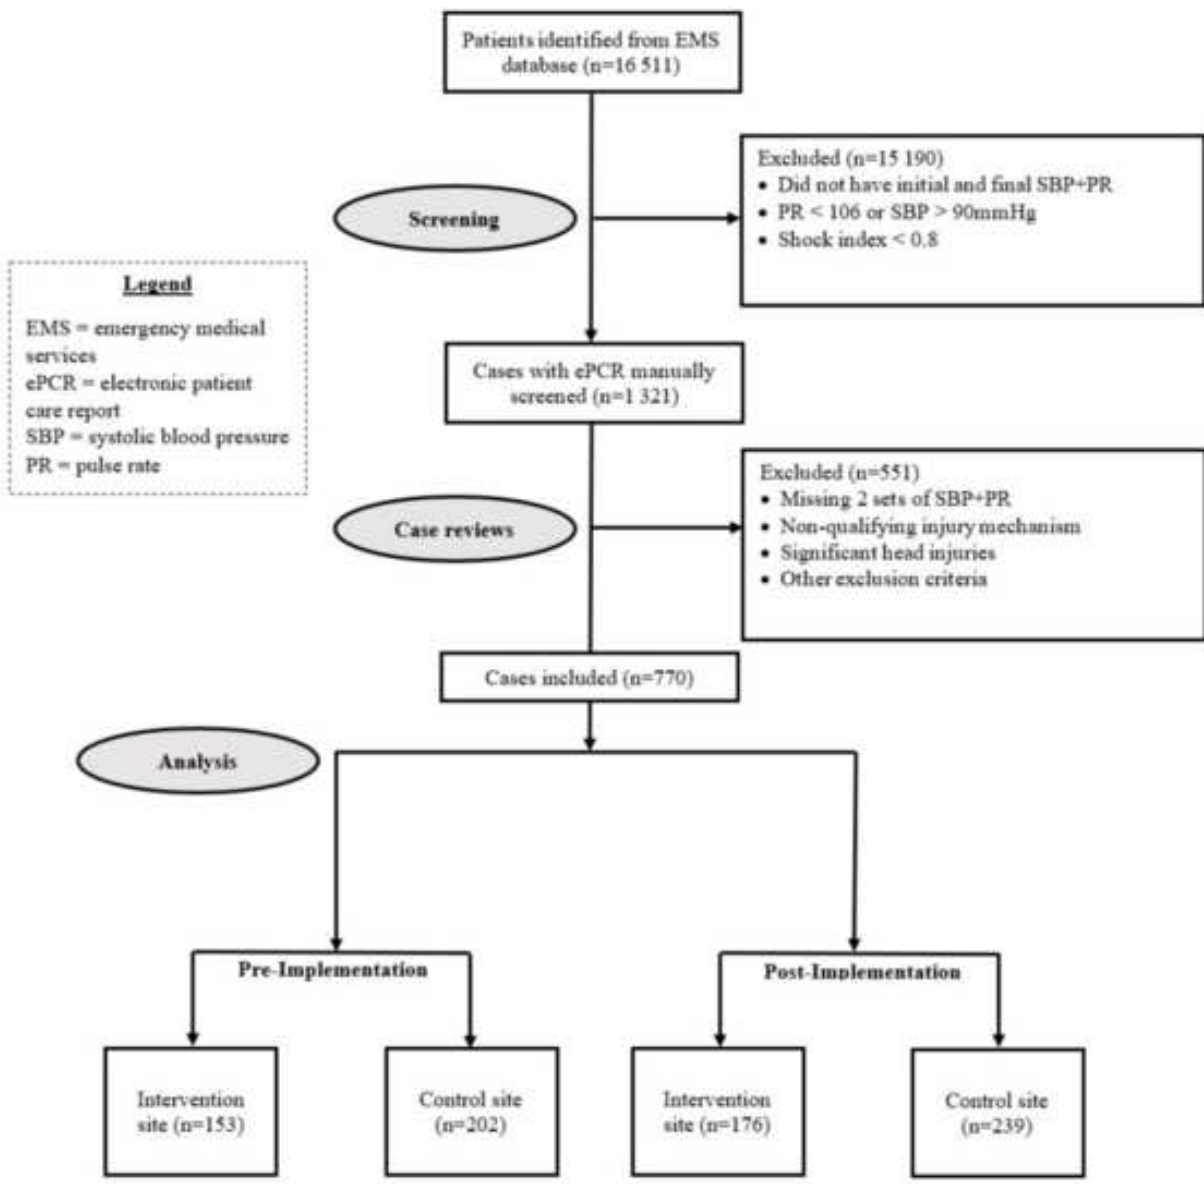 Patients identified from EMS
database (n=16 511)
Excluded (n=15 190)
• Did not have initial and final SBP+PR
• PR < 106 or SBP > 90mmHg
• Shock index < 0.8
Screening
Legend
EMS = emergency medical
services
ePCR = electronic patient
care report
SBP = systolic blood pressure
PR = pulse rate
Cases with ePCR manually
screened (n=1 321)
Excluded (n=551)
• Missing 2 sets of SBP+PR
• Non-qualifying injury mechanism
• Significant head injuries
• Other exclusion criteria
Case reviews
Cases included (n=770)
Analysis
Pre-Implementation
Post-Implementation
Intervention
site (n=153)
Control site
(n=202)
Intervention
site (n=176)
Control site
(n=239)